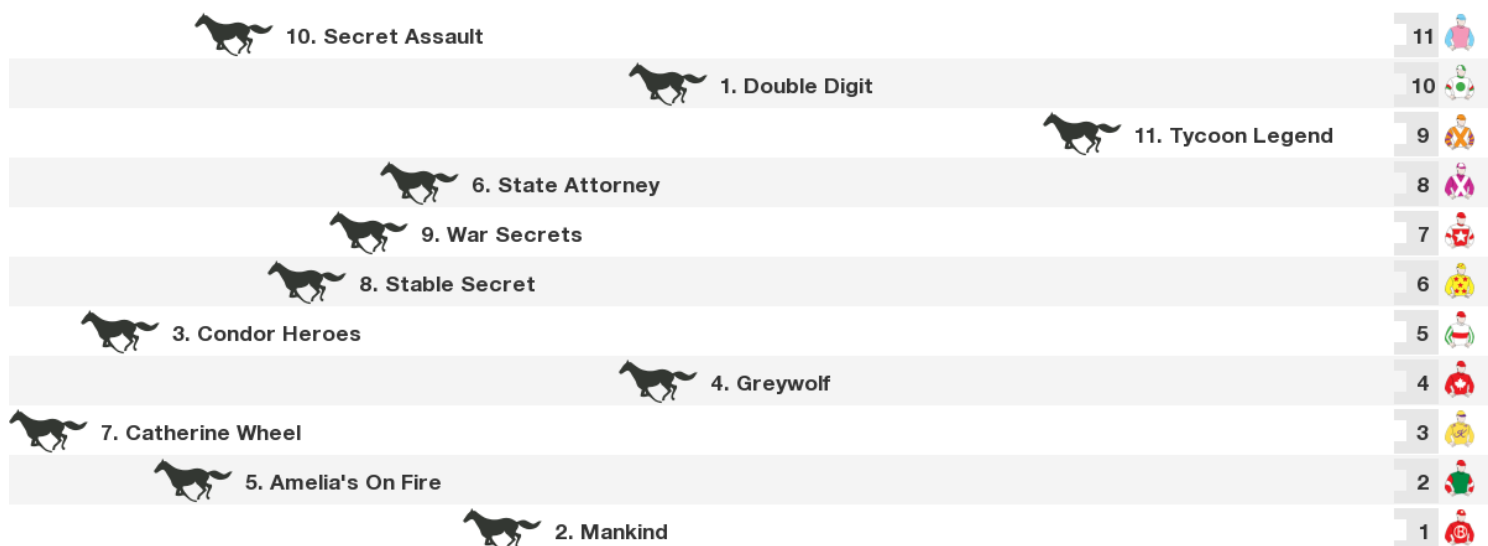 10. Secret Assault 11
1. Double Digit 10
11. Tycoon Legend 9
6. State Attorney 8
9. War Secrets 7
8. Stable Secret 6
3. Condor Heroes 5
4. Greywolf 4
7. Catherine Wheel 3
5. Amelia's On Fire 2
2. Mankind 1